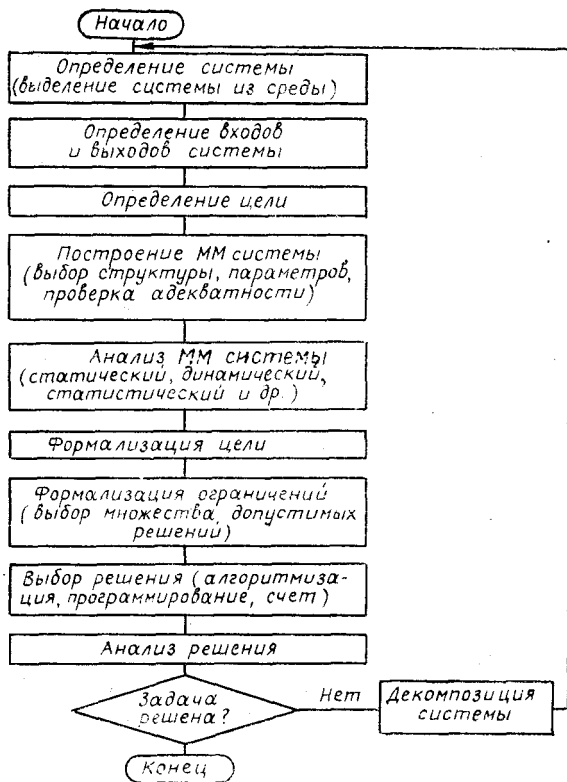 Начало
Определение системы
(выделение системы из среды)
Определение входов
и выходов системы
Определение цели
Построение ММ системы
(выбор структуры, параметров,
проверка адекватности)
Анализ ММ системы
(статический, динамический,
статистический и др.)
Формализация цели
Формализация ограничений
(выбор множества допустимых
решений)
Выбор решения (алгоритмиза-
ция, программирование, счет)
Анализ решения
Задача
решена?
Нет
Декомпозиция
системы
Конец